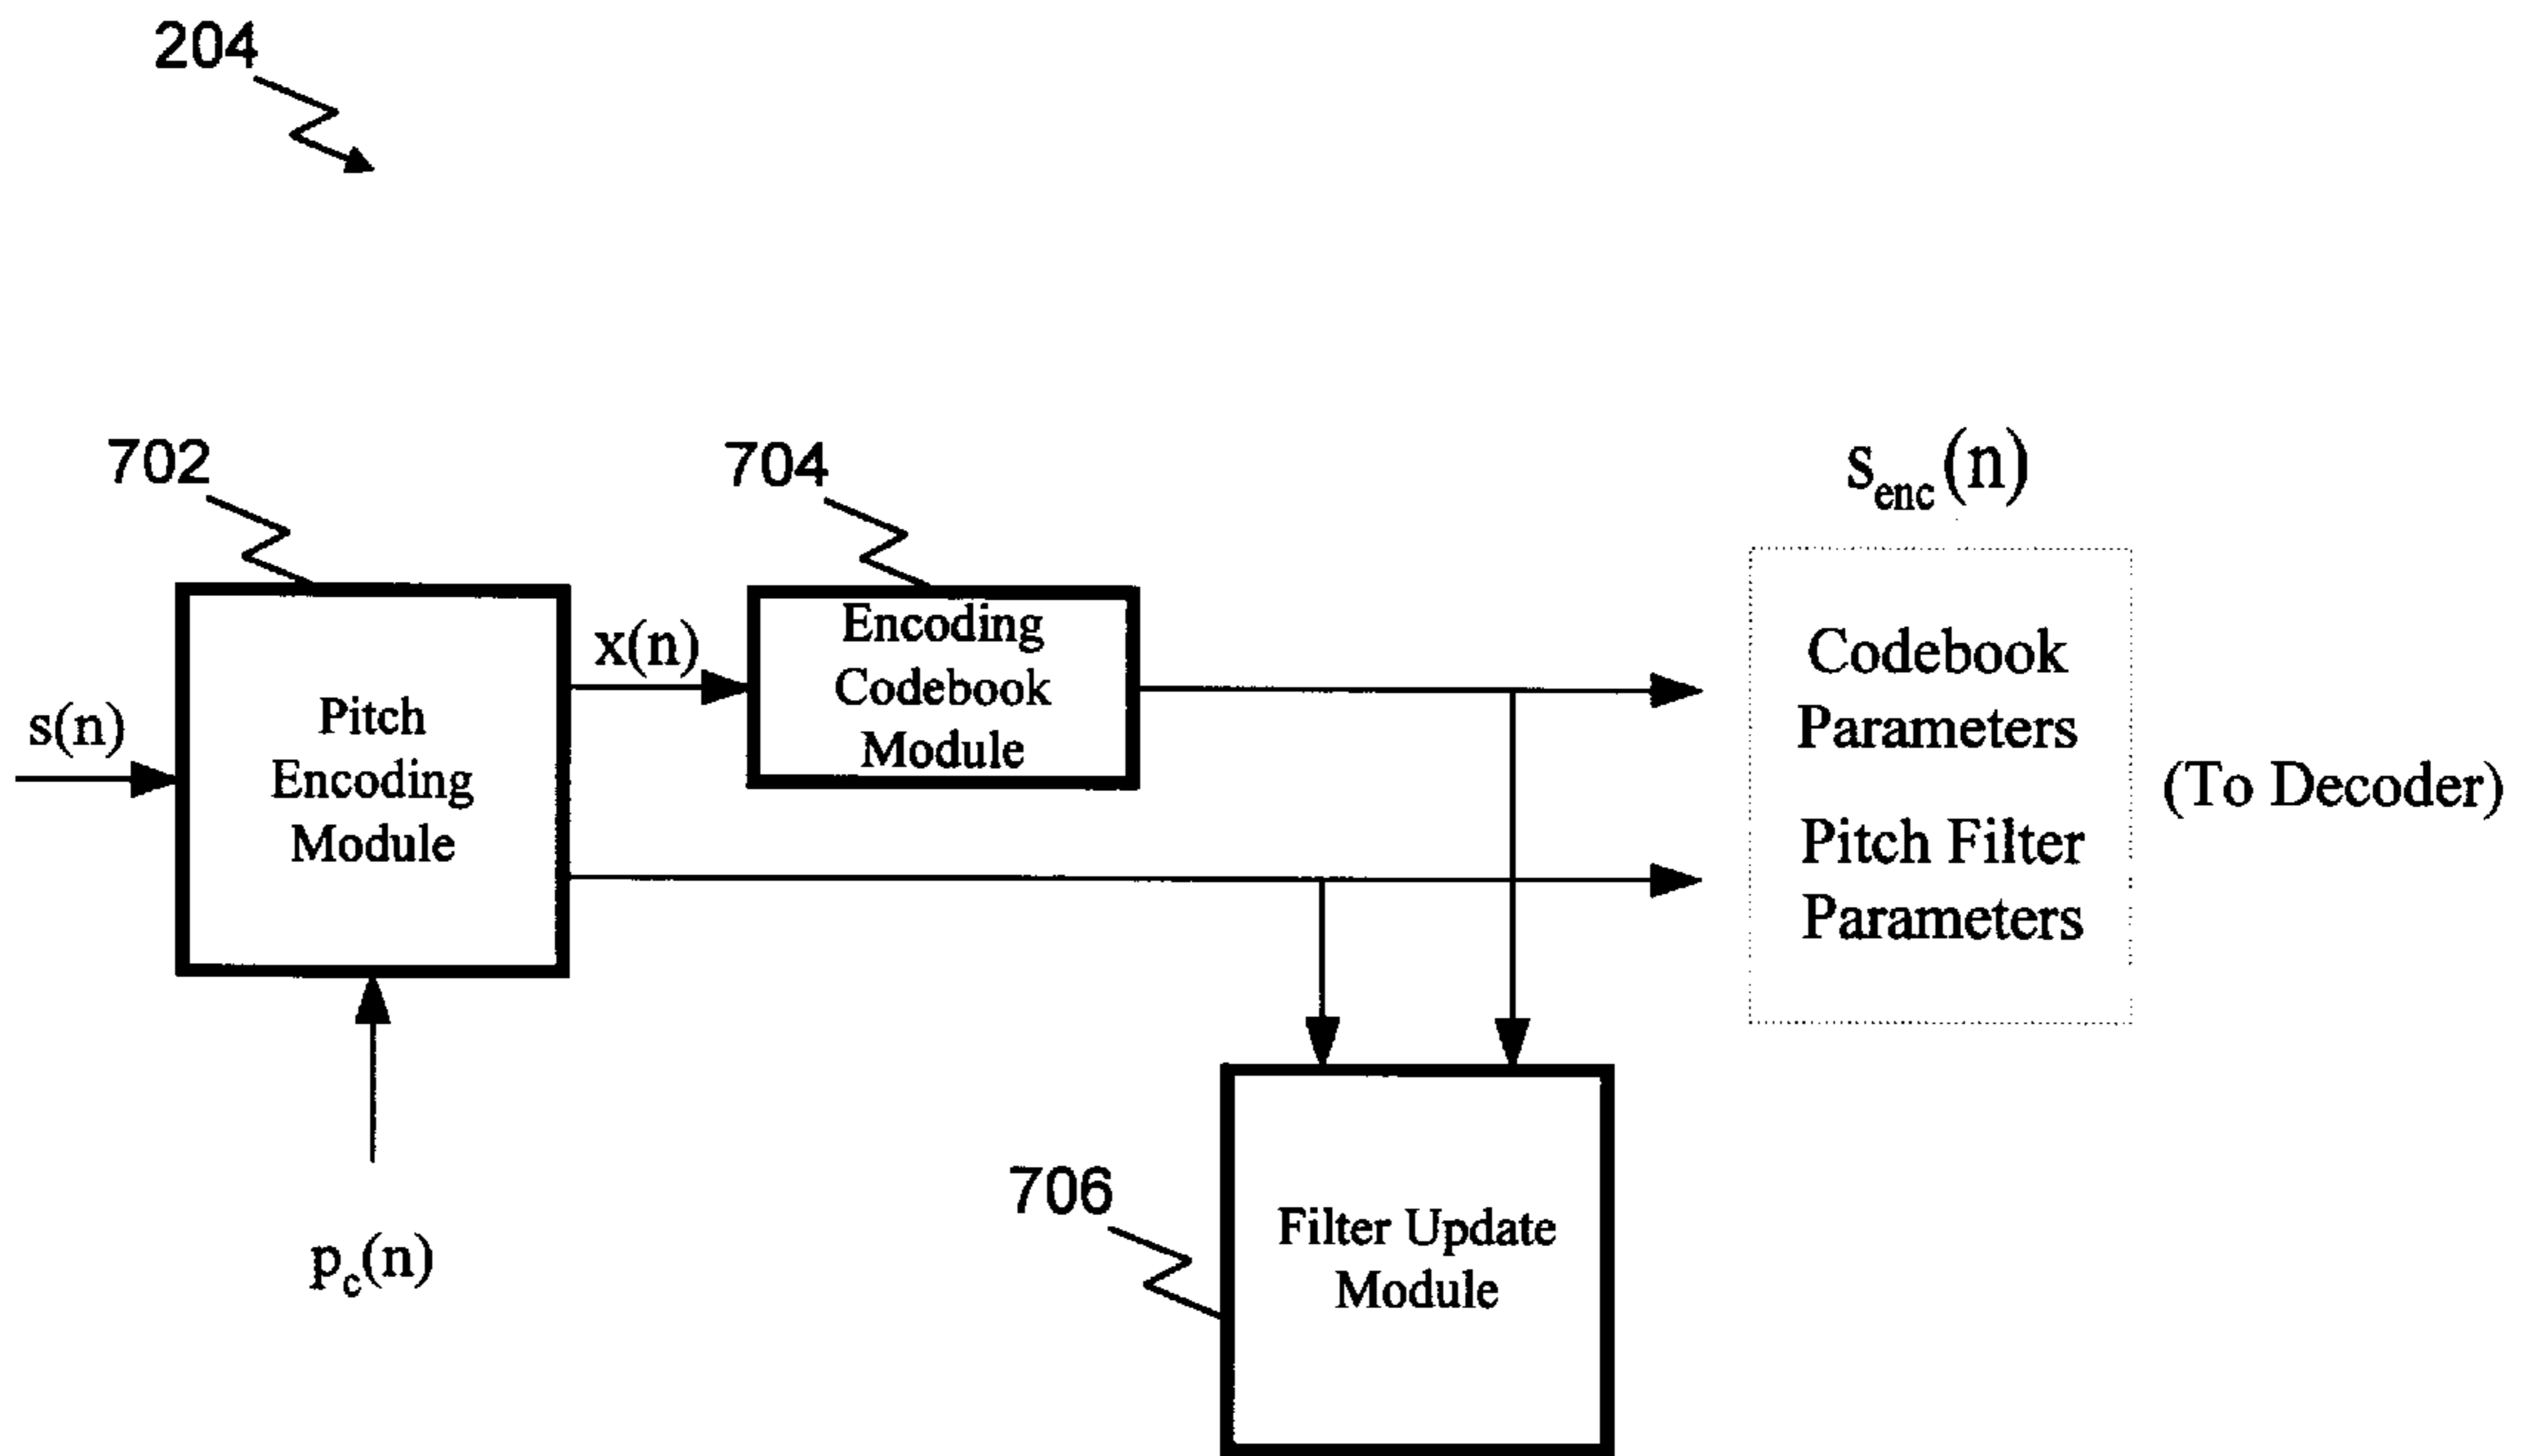 204
702
704
s_enc(n)
s(n)
Pitch
Encoding
Module
x(n)
Encoding
Codebook
Module
Codebook
Parameters
Pitch Filter
Parameters
(To Decoder)
p_c(n)
706
Filter Update
Module